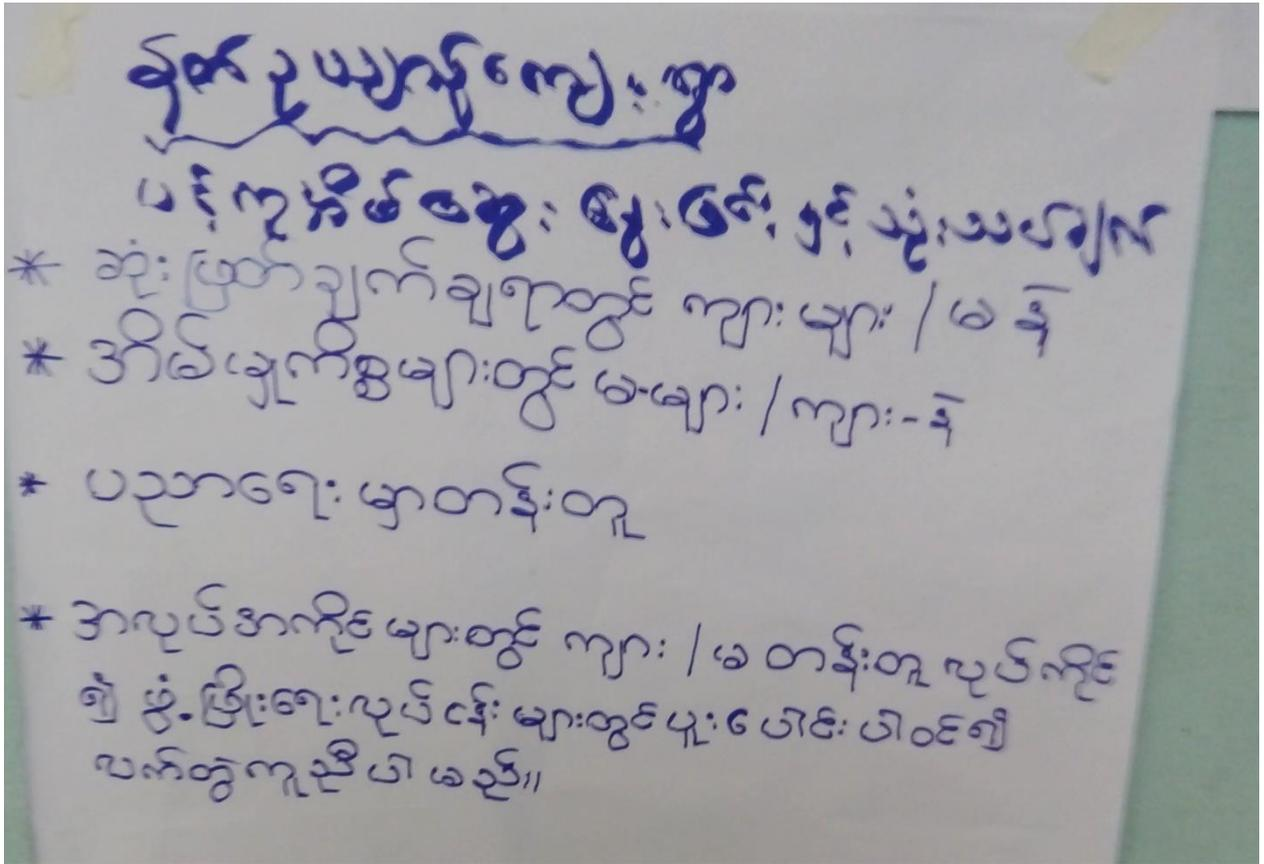 နတ်ဥယျာဉ်ကျေးရွာ
ပန့်ကူအိမ်ဆွေး နွေး ခြင်း နှင့် သုံးသပ်ချက်
* ဆုံးဖြတ်ချက်ချရာတွင် ကျား များ / မ နဲ
* အိမ်မှုကိစ္စများတွင် မ-များ / ကျား - နဲ
* ပညာရေး မှာတန်းတူ
* အလုပ်အကိုင် များတွင် ကျား / မ တန်းတူ လုပ်ကိုင်
၍ ဖွံ့ဖြိုးရေးလုပ်ငန်း များတွင်ပူးပေါင်းပါဝင်၍
လက်တွဲကူညီပါ မည်။